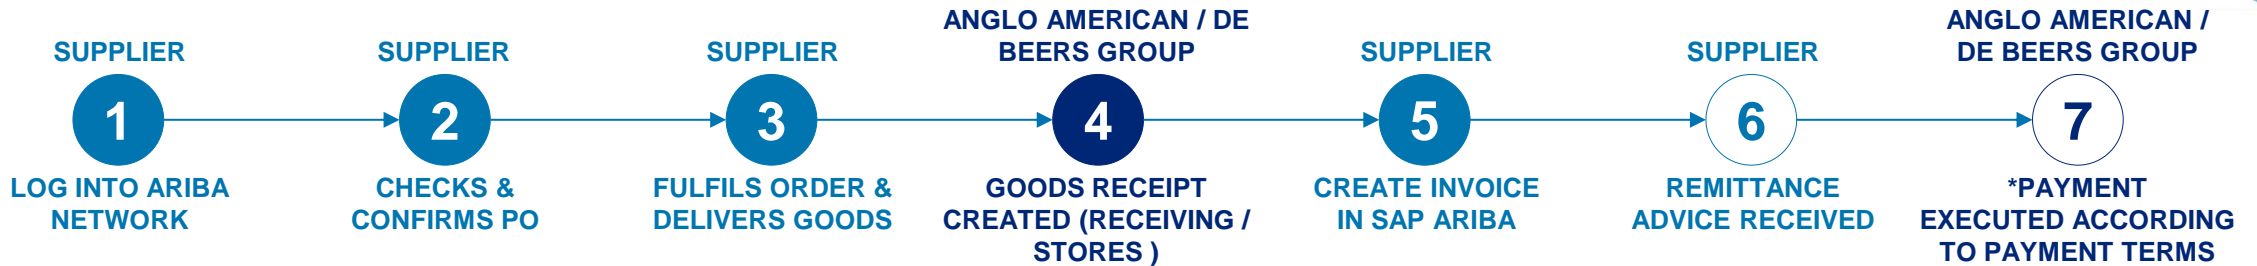 SUPPLIER
1
LOG INTO ARIBA
NETWORK
SUPPLIER
2
CHECKS &
CONFIRMS PO
SUPPLIER
3
FULFILS ORDER &
DELIVERS GOODS
ANGLO AMERICAN / DE
BEERS GROUP
4
GOODS RECEIPT
CREATED (RECEIVING /
STORES )
SUPPLIER
5
CREATE INVOICE
IN SAP ARIBA
SUPPLIER
6
REMITTANCE
ADVICE RECEIVED
ANGLO AMERICAN /
DE BEERS GROUP
7
*PAYMENT
EXECUTED ACCORDING
TO PAYMENT TERMS